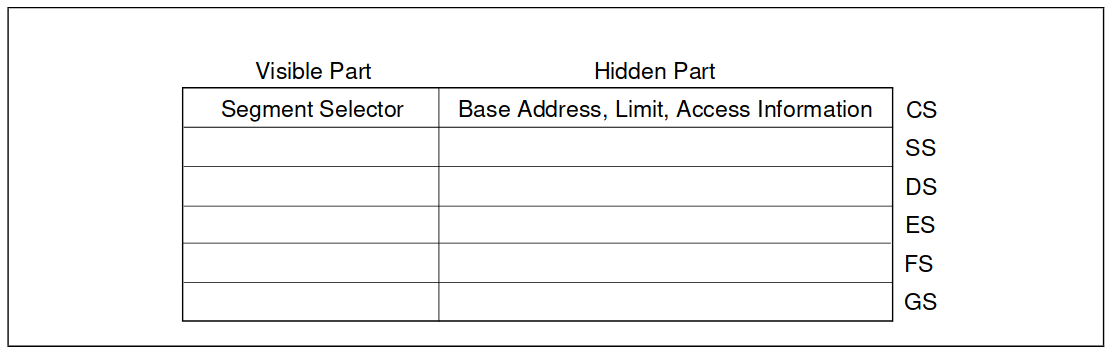 Visible Part Hidden Part
Segment Selector Base Address, Limit, Access Information CS
SS
DS
ES
FS
GS